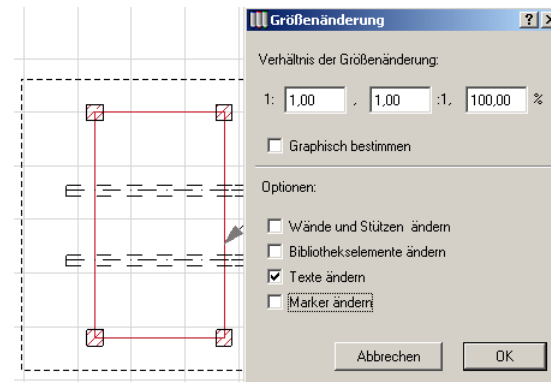 Größenänderung
Verhältnis der Größenänderung:
1: 1,00 , 1,00 :1, 100,00 %
Graphisch bestimmen
Optionen:
Wände und Stützen ändern
Bibliothekselemente ändern
Texte ändern
Marker ändern
Abbrechen OK